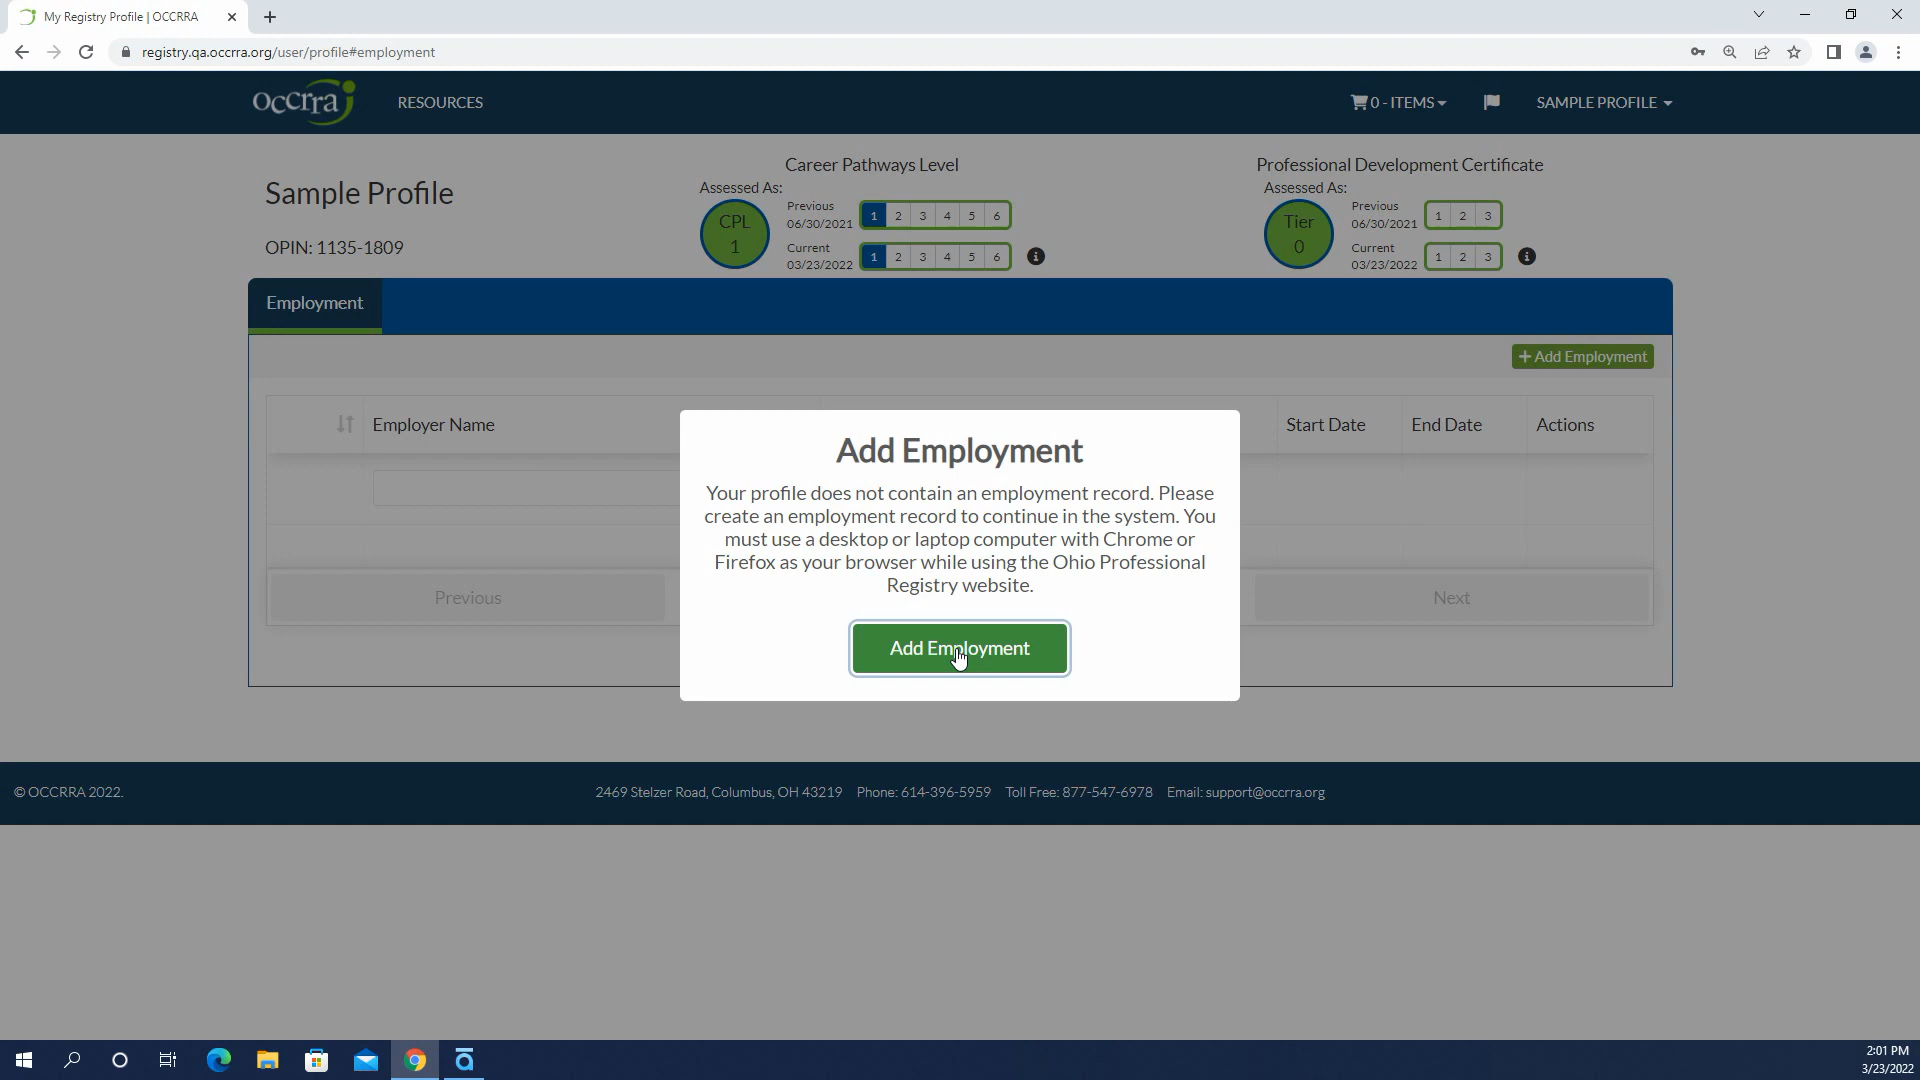 My Registry Profile | OCCRRA
registry.qa.occrra.org/user/profile#employment
occrra
RESOURCES
0 - ITEMS
SAMPLE PROFILE
Sample Profile
OPIN: 1135-1809
Career Pathways Level
Assessed As:
CPL
1
Previous
06/30/2021
1 2 3 4 5 6
Current
03/23/2022
1 2 3 4 5 6
Professional Development Certificate
Assessed As:
Tier
0
Previous
06/30/2021
1 2 3
Current
03/23/2022
1 2 3
Employment
+ Add Employment
Employer Name
Start Date
End Date
Actions
Add Employment
Your profile does not contain an employment record. Please
create an employment record to continue in the system. You
must use a desktop or laptop computer with Chrome or
Firefox as your browser while using the Ohio Professional
Registry website.
Add Employment
Previous
Next
© OCCRRA 2022.
2469 Stelzer Road, Columbus, OH 43219 Phone: 614-396-5959 Toll Free: 877-547-6978 Email: support@occrra.org
2:01 PM
3/23/2022